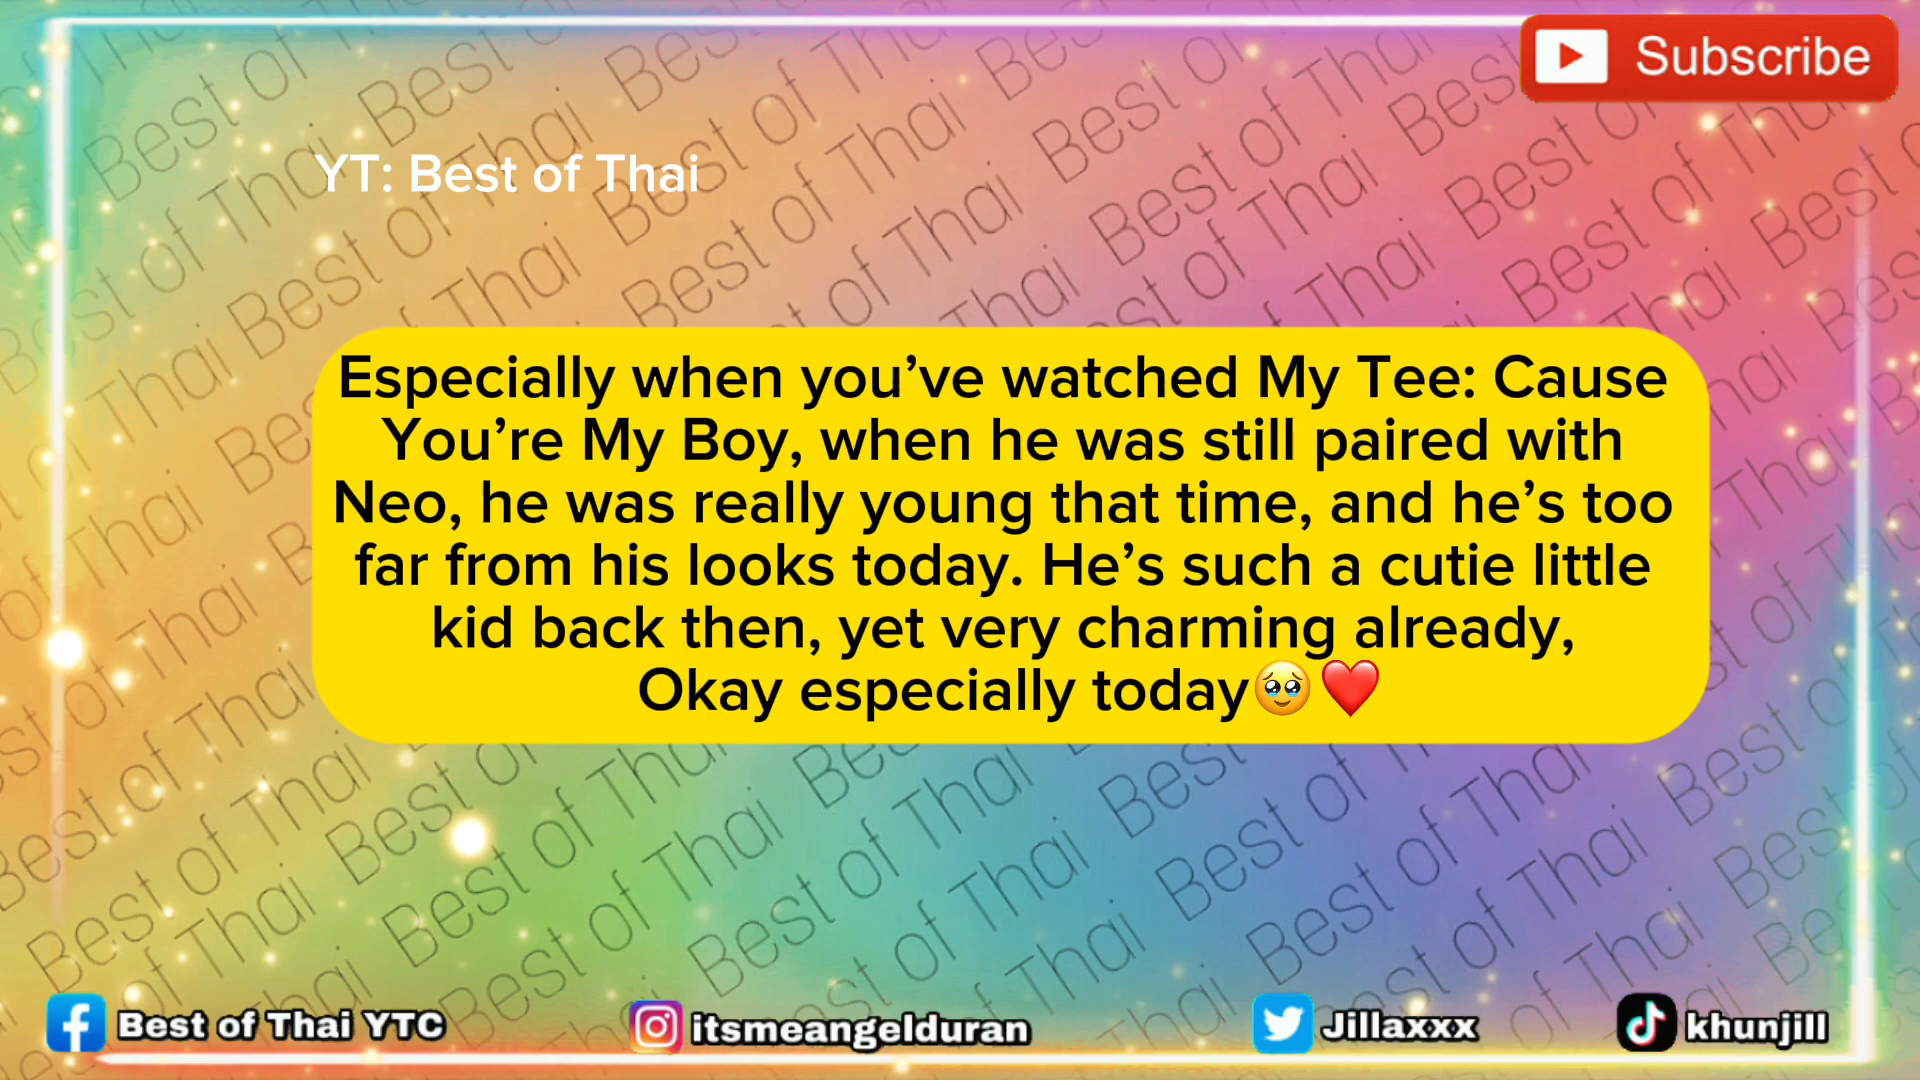 Subscribe
YT: Best of Thai
Especially when you’ve watched My Tee: Cause
You’re My Boy, when he was still paired with
Neo, he was really young that time, and he’s too
far from his looks today. He’s such a cutie little
kid back then, yet very charming already,
Okay especially today🥹❤️
Best of Thai YTC
itsmeangelduran
Jillaxxx
khunjill
Best of Thai